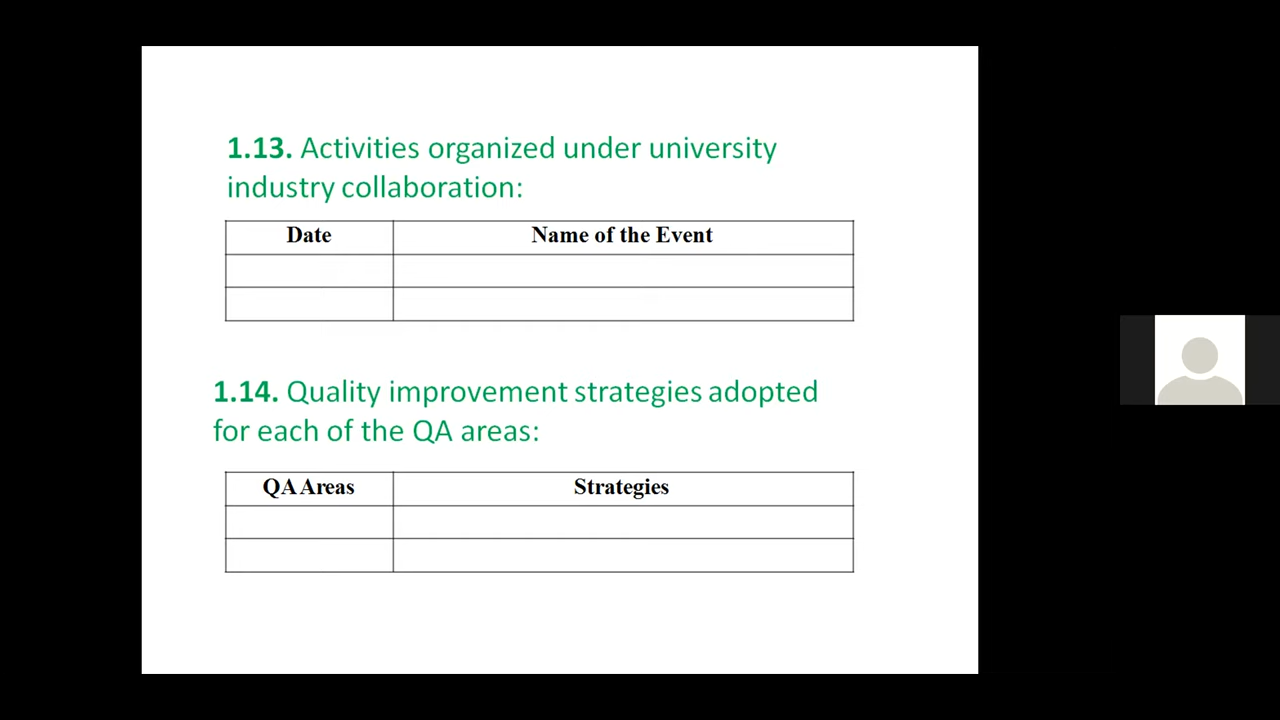 1.13. Activities organized under university
industry collaboration:
Date Name of the Event
1.14. Quality improvement strategies adopted
for each of the QA areas:
QA Areas Strategies